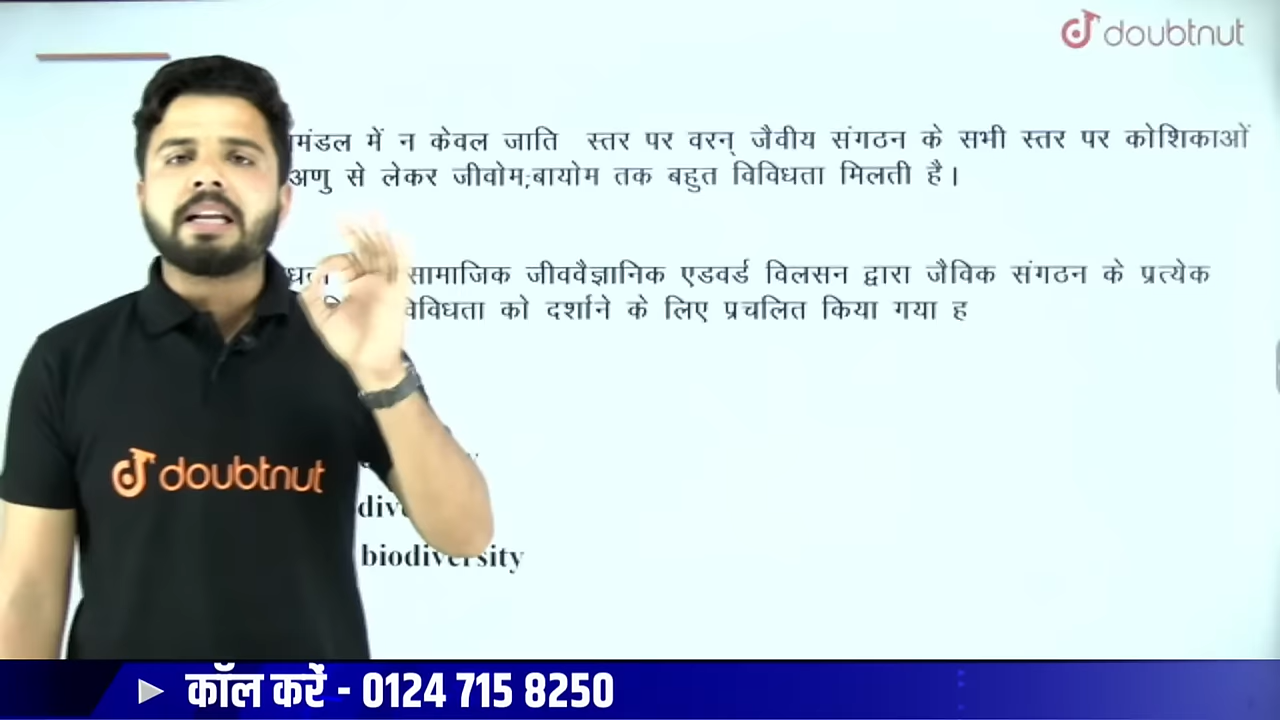 doubtnut
में न केवल जाति स्तर पर वरन् जैवीय संगठन के सभी स्तर पर कोशिकाओं
अणु से लेकर जीवोम;बायोम तक बहुत विविधता मिलती है।
सामाजिक जीववैज्ञानिक एडवर्ड विलसन द्वारा जैविक संगठन के प्रत्येक
विविधता को दर्शाने के लिए प्रचलित किया गया ह
doubtnut
biodiversity
कॉल करें - 0124 715 8250